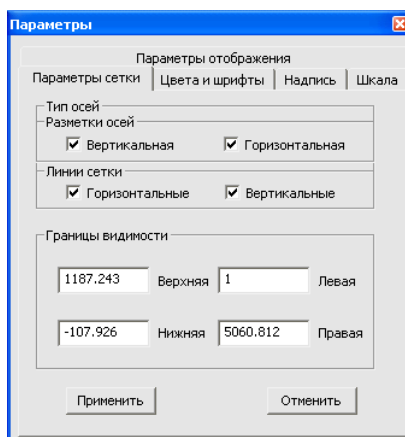 Параметры
Параметры отображения
Параметры сетки Цвета и шрифты Надпись Шкала
Тип осей
Разметки осей
Вертикальная Горизонтальная
Линии сетки
Горизонтальные Вертикальные
Границы видимости
1187.243 Верхняя 1 Левая
-107.926 Нижняя 5060.812 Правая
Применить Отменить